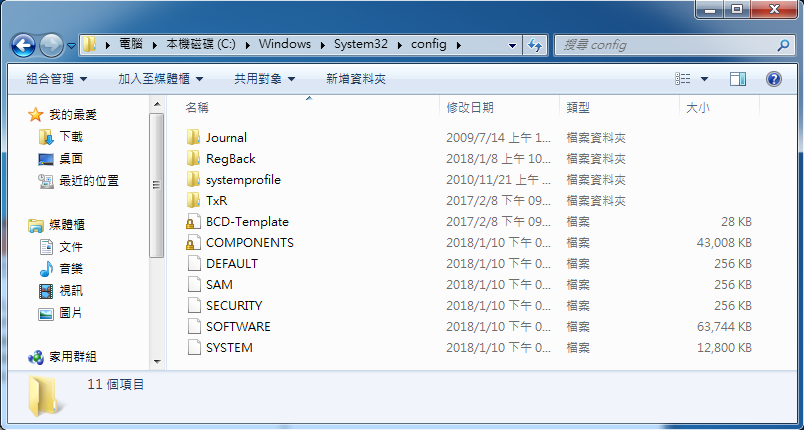 電腦 ▸ 本機磁碟 (C:) ▸ Windows ▸ System32 ▸ config ▸
搜尋 config
組合管理 加入至媒體櫃 共用對象 新增資料夾
我的最愛
下載
桌面
最近的位置
媒體櫃
文件
音樂
視訊
圖片
家用群組
名稱 修改日期 類型 大小
Journal 2009/7/14 上午 1... 檔案資料夾
RegBack 2018/1/8 上午 10... 檔案資料夾
systemprofile 2010/11/21 上午 ... 檔案資料夾
TxR 2017/2/8 下午 09... 檔案資料夾
BCD-Template 2017/2/8 下午 09... 檔案 28 KB
COMPONENTS 2018/1/10 下午 0... 檔案 43,008 KB
DEFAULT 2018/1/10 下午 0... 檔案 256 KB
SAM 2018/1/10 下午 0... 檔案 256 KB
SECURITY 2018/1/10 下午 0... 檔案 256 KB
SOFTWARE 2018/1/10 下午 0... 檔案 63,744 KB
SYSTEM 2018/1/10 下午 0... 檔案 12,800 KB
11 個項目